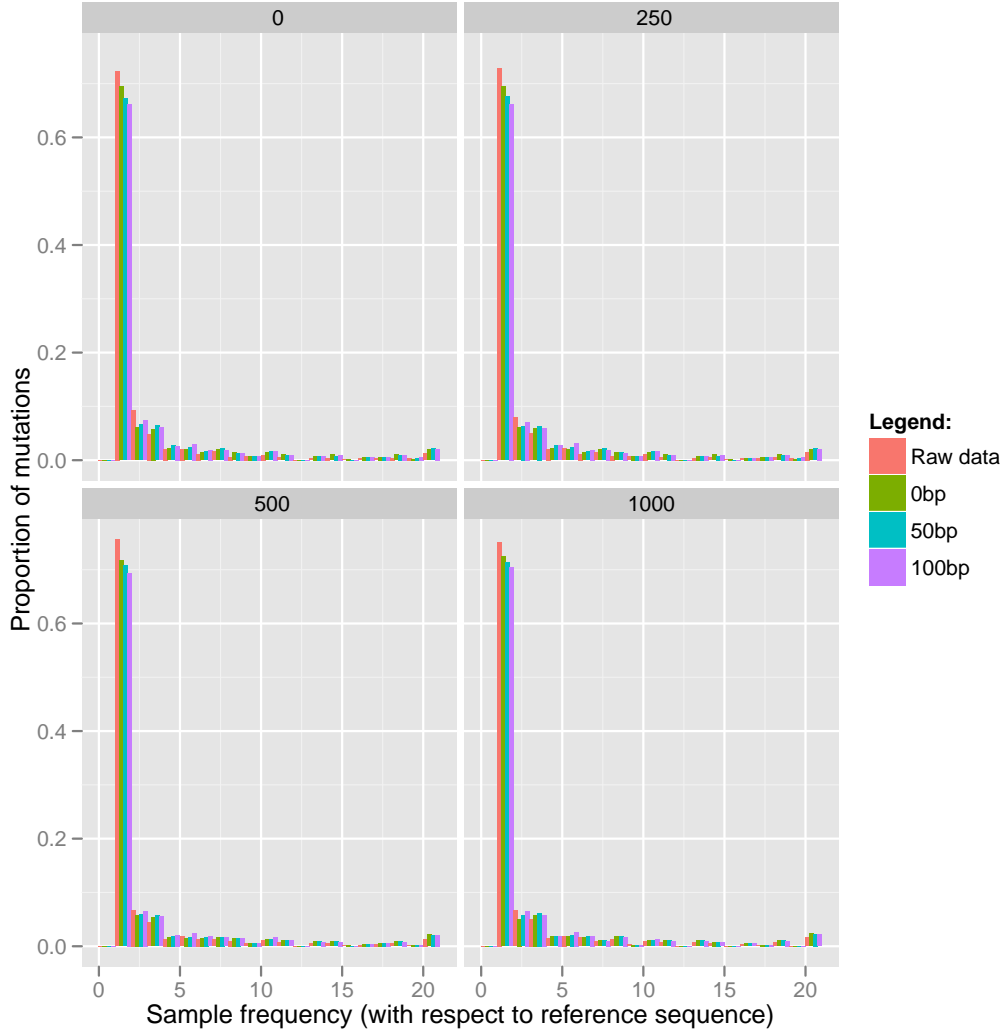 0
250
0.6
0.4
0.2
0.0
500
1000
0.6
0.4
0.2
0.0
0 5 10 15 20
0 5 10 15 20
Proportion of mutations
Sample frequency (with respect to reference sequence)
Legend:
Raw data
0bp
50bp
100bp